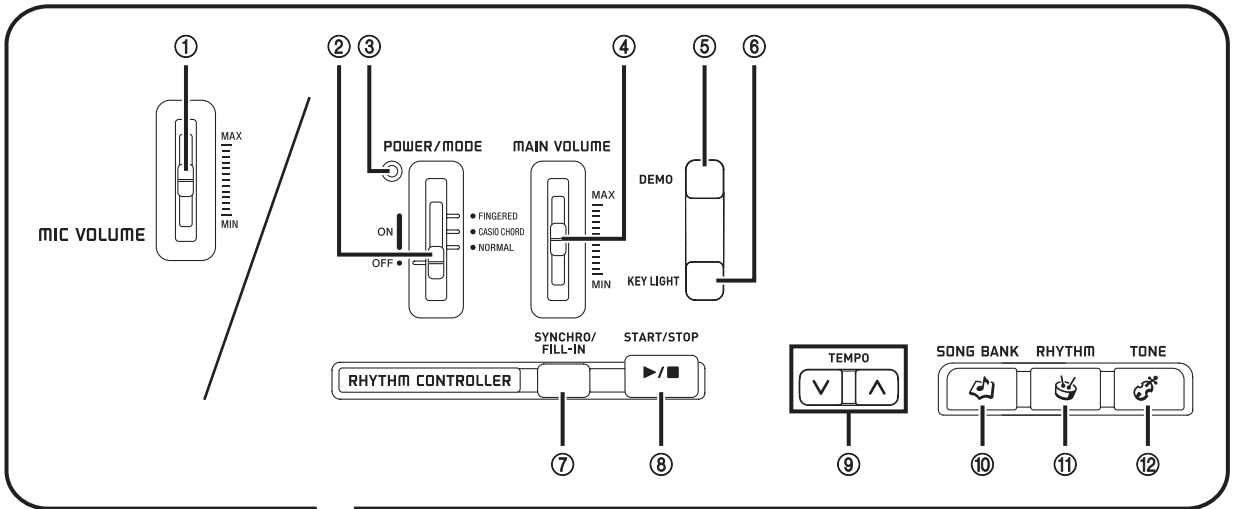 ① ② ③ ④ ⑤ ⑥
POWER/MODE
MAIN VOLUME
MAX
MIN
MIC VOLUME
ON
OFF •
• FINGERED
• CASIO CHORD
• NORMAL
MAX
MIN
DEMO
KEY LIGHT
SYNCHRO/
FILL-IN
START/STOP
RHYTHM CONTROLLER
▶/■
TEMPO
∨ ∧
SONG BANK RHYTHM TONE
⑦ ⑧ ⑨ ⑩ ⑪ ⑫